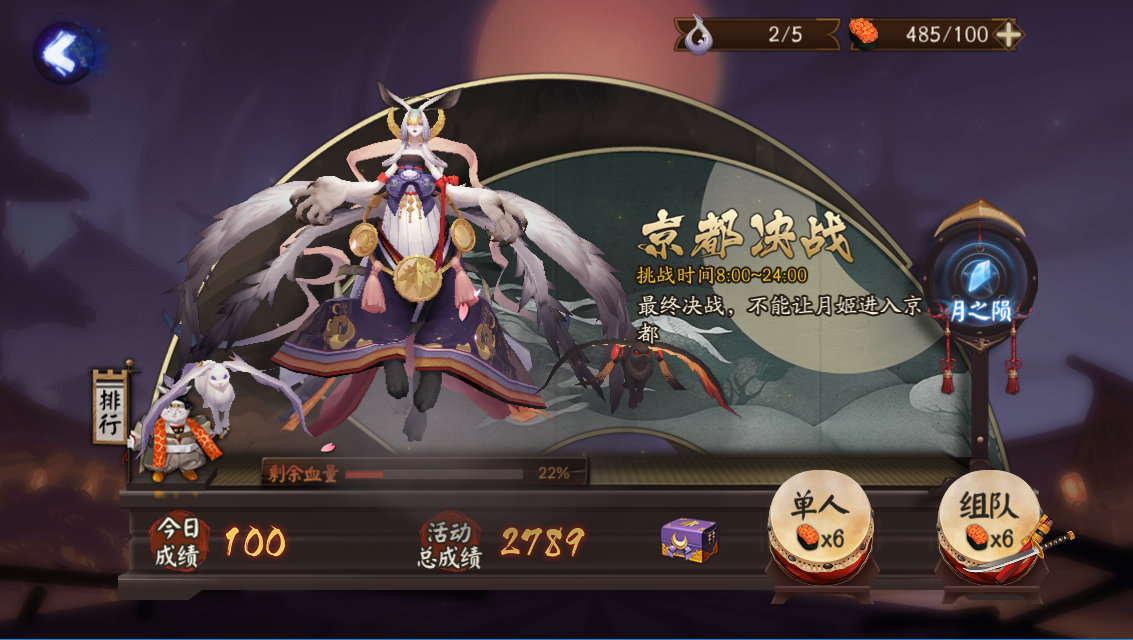 2/5
485/100
京都决战
挑战时间8:00~24:00
最终决战，不能让月姬进入京
都
月之陨
排行
剩余血量
22%
今日
成绩
100
活动
总成绩
2789
单人
x6
组队
x6